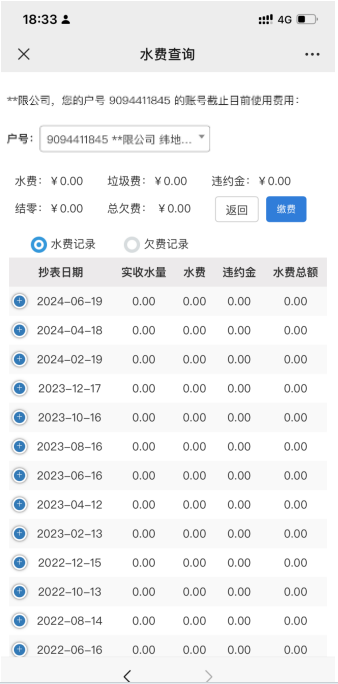 18:33 4G
水费查询
**限公司，您的户号 9094411845 的账号截止日前使用费用：
户号： 9094411845 **限公司 纬地...
水费：￥0.00 垃圾费：￥0.00 违约金：￥0.00
结零：￥0.00 总欠费：￥0.00 返回 缴费
水费记录 欠费记录
抄表日期 实收水量 水费 违约金 水费总额
2024-06-19 0.00 0.00 0.00 0.00
2024-04-18 0.00 0.00 0.00 0.00
2024-02-19 0.00 0.00 0.00 0.00
2023-12-17 0.00 0.00 0.00 0.00
2023-10-16 0.00 0.00 0.00 0.00
2023-08-16 0.00 0.00 0.00 0.00
2023-06-16 0.00 0.00 0.00 0.00
2023-04-12 0.00 0.00 0.00 0.00
2023-02-13 0.00 0.00 0.00 0.00
2022-12-15 0.00 0.00 0.00 0.00
2022-10-13 0.00 0.00 0.00 0.00
2022-08-14 0.00 0.00 0.00 0.00
2022-06-16 0.00 0.00 0.00 0.00